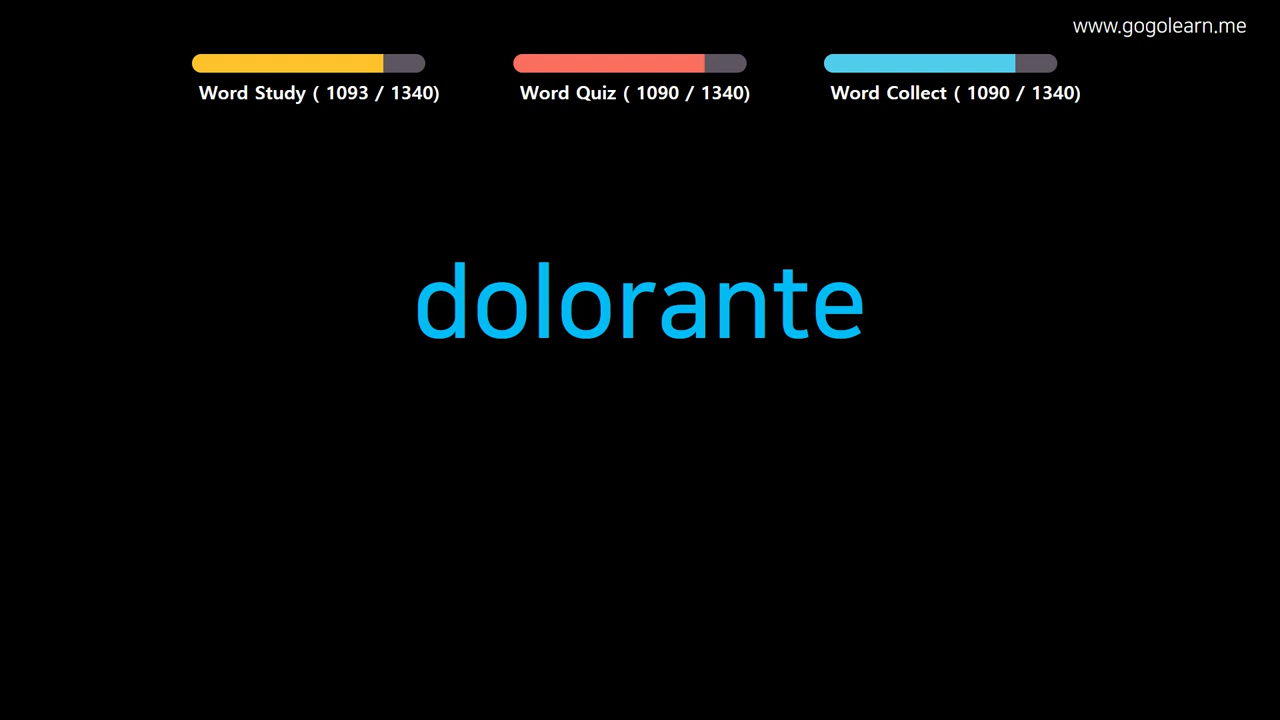 www.gogolearn.me
Word Study ( 1093 / 1340)
Word Quiz ( 1090 / 1340)
Word Collect ( 1090 / 1340)
dolorante